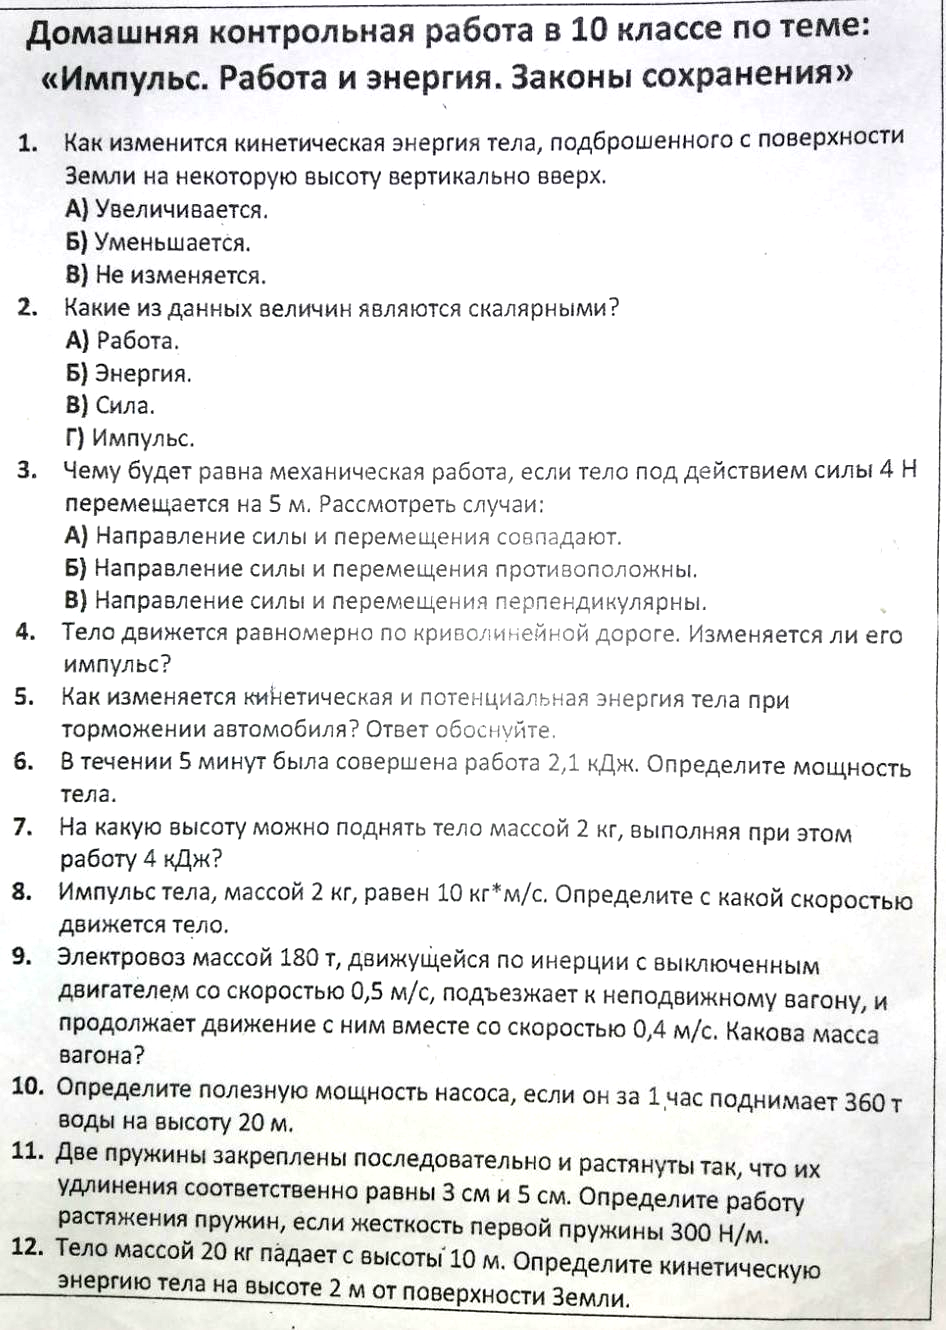 Домашняя контрольная работа в 10 классе по теме:
«Импульс. Работа и энергия. Законы сохранения»
1. Как изменится кинетическая энергия тела, подброшенного с поверхности
Земли на некоторую высоту вертикально вверх.
А) Увеличивается.
Б) Уменьшается.
В) Не изменяется.
2. Какие из данных величин являются скалярными?
А) Работа.
Б) Энергия.
В) Сила.
Г) Импульс.
3. Чему будет равна механическая работа, если тело под действием силы 4 Н
перемещается на 5 м. Рассмотреть случаи:
А) Направление силы и перемещения совпадают.
Б) Направление силы и перемещения противоположны.
В) Направление силы и перемещения перпендикулярны.
4. Тело движется равномерно по криволинейной дороге. Изменяется ли его
импульс?
5. Как изменяется кинетическая и потенциальная энергия тела при
торможении автомобиля? Ответ обоснуйте.
6. В течении 5 минут была совершена работа 2,1 кДж. Определите мощность
тела.
7. На какую высоту можно поднять тело массой 2 кг, выполняя при этом
работу 4 кДж?
8. Импульс тела, массой 2 кг, равен 10 кг*м/с. Определите с какой скоростью
движется тело.
9. Электровоз массой 180 т, движущейся по инерции с выключенным
двигателем со скоростью 0,5 м/с, подъезжает к неподвижному вагону, и
продолжает движение с ним вместе со скоростью 0,4 м/с. Какова масса
вагона?
10. Определите полезную мощность насоса, если он за 1 час поднимает 360 т
воды на высоту 20 м.
11. Две пружины закреплены последовательно и растянуты так, что их
удлинения соответственно равны 3 см и 5 см. Определите работу
растяжения пружин, если жесткость первой пружины 300 Н/м.
12. Тело массой 20 кг падает с высоты 10 м. Определите кинетическую
энергию тела на высоте 2 м от поверхности Земли.